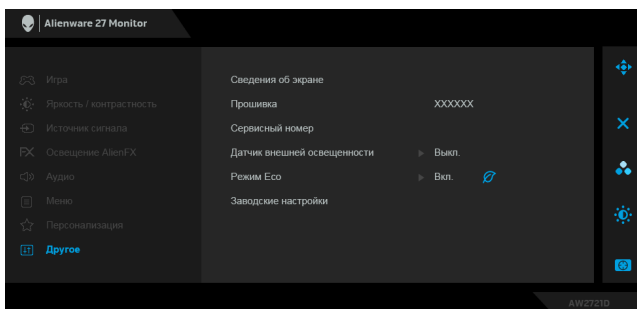 Alienware 27 Monitor
Игра
Яркость / контрастность
Источник сигнала
FX Освещение AlienFX
Аудио
Меню
Персонализация
Другое
Сведения об экране
Прошивка XXXXXX
Сервисный номер
Датчик внешней освещенности Выкл.
Режим Eco Вкл.
Заводские настройки
AW2721D